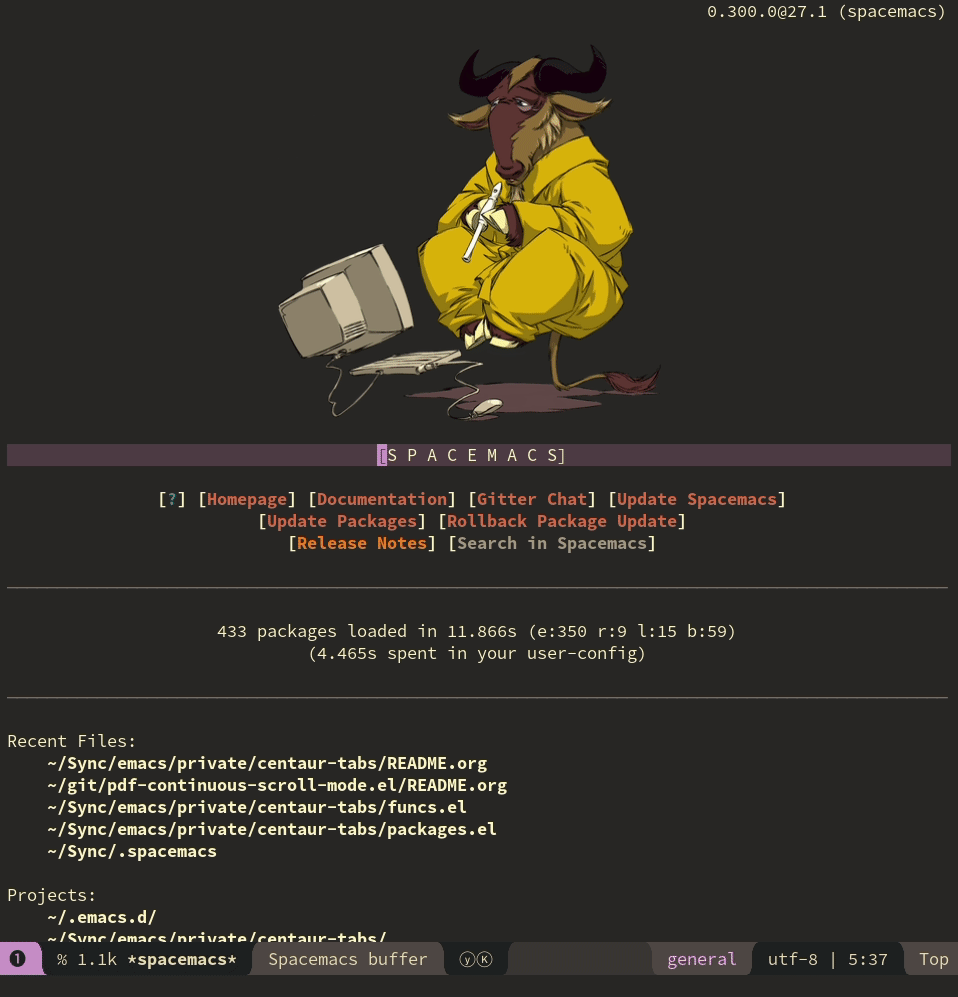 0.300.0@27.1 (spacemacs)
[S P A C E M A C S]
[?] [Homepage] [Documentation] [Gitter Chat] [Update Spacemacs]
[Update Packages] [Rollback Package Update]
[Release Notes] [Search in Spacemacs]
433 packages loaded in 11.866s (e:350 r:9 l:15 b:59)
(4.465s spent in your user-config)
Recent Files:
~/Sync/emacs/private/centaur-tabs/README.org
~/git/pdf-continuous-scroll-mode.el/README.org
~/Sync/emacs/private/centaur-tabs/funcs.el
~/Sync/emacs/private/centaur-tabs/packages.el
~/Sync/.spacemacs
Projects:
~/.emacs.d/
~/Sync/emacs/centaur-tabs/
❶ % 1.1k *spacemacs* Spacemacs buffer ⓨⓀ general utf-8 | 5:37 Top